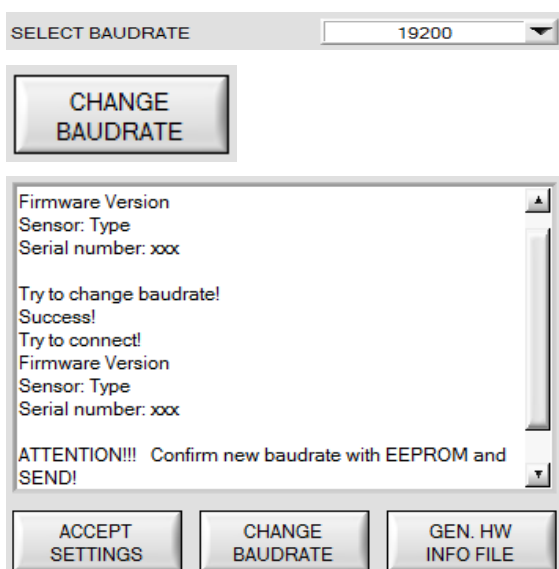 SELECT BAUDRATE 19200
CHANGE
BAUDRATE
Firmware Version
Sensor: Type
Serial number: xxx
Try to change baudrate!
Success!
Try to connect!
Firmware Version
Sensor: Type
Serial number: xxx
ATTENTION!!! Confirm new baudrate with EEPROM and
SEND!
ACCEPT
SETTINGS
CHANGE
BAUDRATE
GEN. HW
INFO FILE